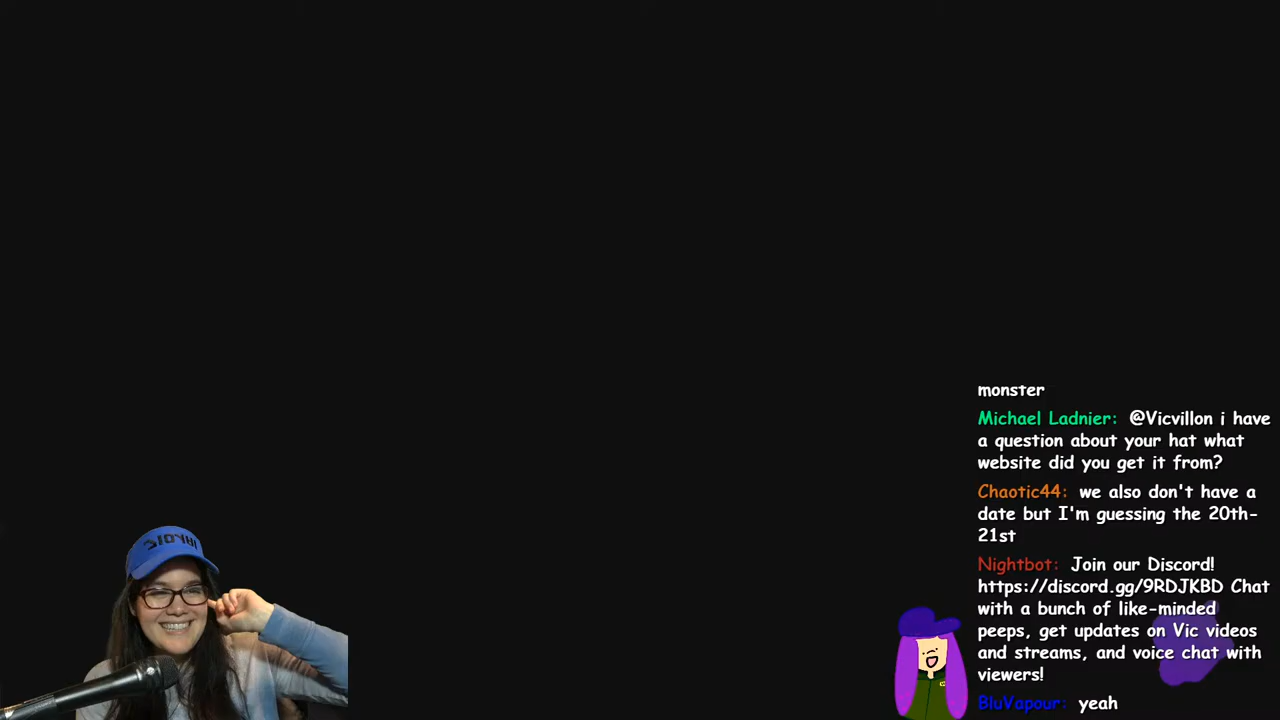 monster
Michael Ladnier: @Vicvillon i have
a question about your hat what
website did you get it from?
Chaotic44: we also don't have a
date but I'm guessing the 20th-
21st
Nightbot: Join our Discord!
https://discord.gg/9RDJKBD Chat
with a bunch of like-minded
peeps, get updates on Vic videos
and streams, and voice chat with
viewers!
BluVapour: yeah